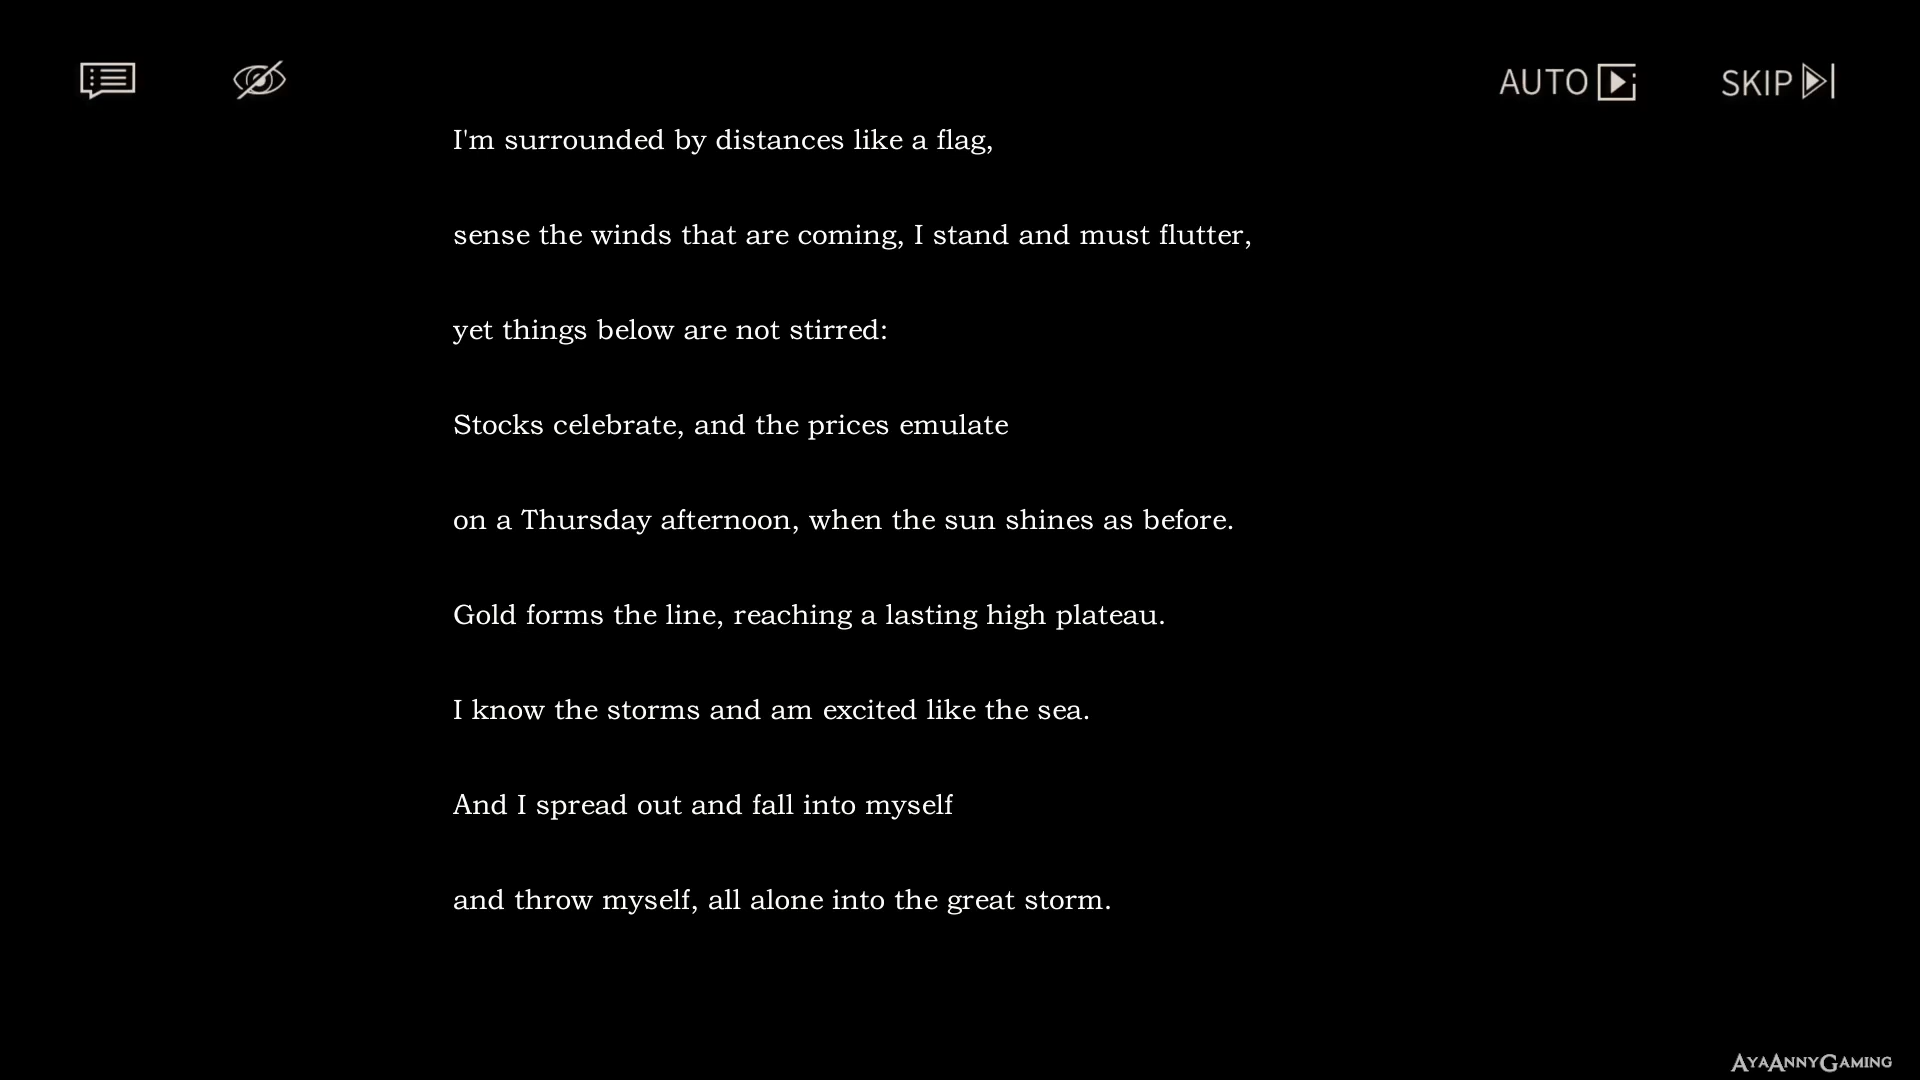 AUTO
SKIP
I'm surrounded by distances like a flag,
sense the winds that are coming, I stand and must flutter,
yet things below are not stirred:
Stocks celebrate, and the prices emulate
on a Thursday afternoon, when the sun shines as before.
Gold forms the line, reaching a lasting high plateau.
I know the storms and am excited like the sea.
And I spread out and fall into myself
and throw myself, all alone into the great storm.
AYAANNYGAMING